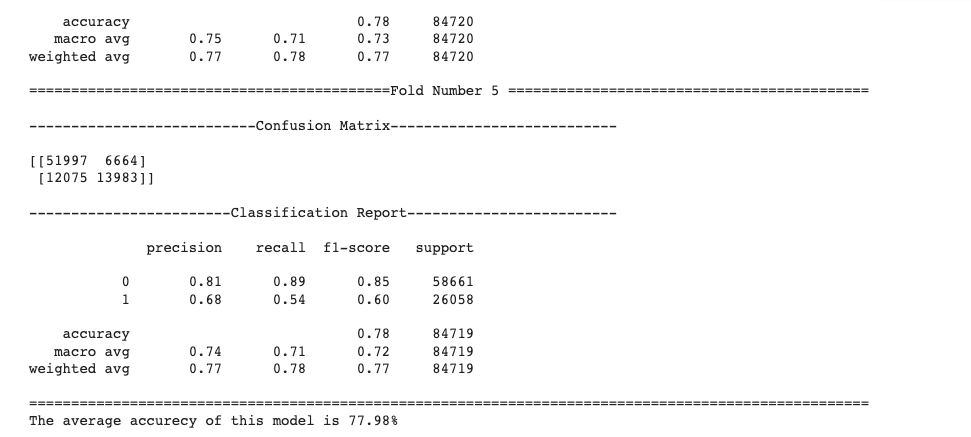 accuracy 0.78 84720
macro avg 0.75 0.71 0.73 84720
weighted avg 0.77 0.78 0.77 84720
===========================================Fold Number 5 ===========================================
---------------------------Confusion Matrix---------------------------
[[51997 6664]
[12075 13983]]
------------------------Classification Report-------------------------
precision recall f1-score support
0 0.81 0.89 0.85 58661
1 0.68 0.54 0.60 26058
accuracy 0.78 84719
macro avg 0.74 0.71 0.72 84719
weighted avg 0.77 0.78 0.77 84719
====================================================================================================
The average accurecy of this model is 77.98%